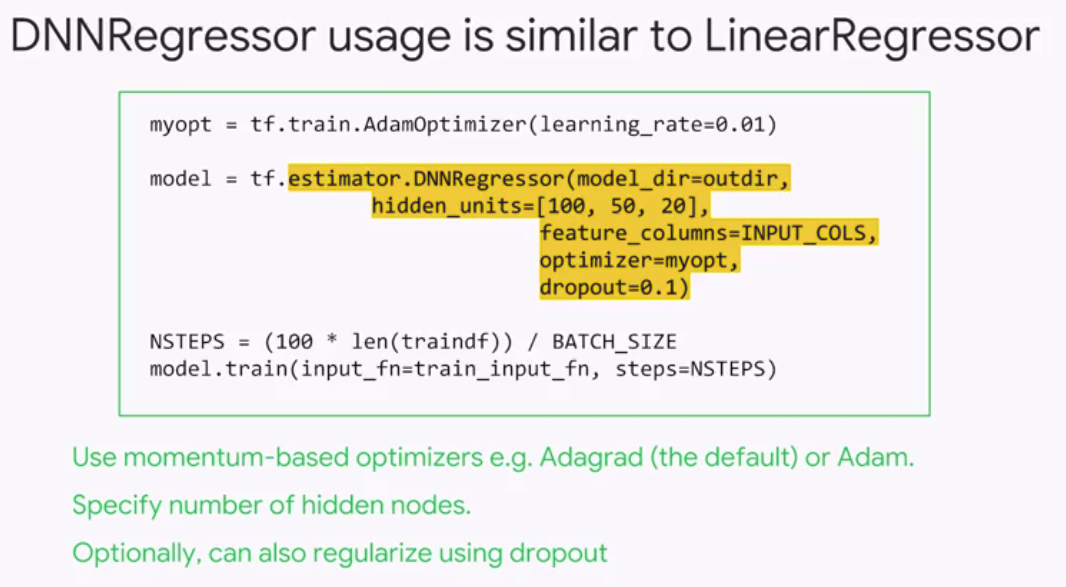 DNNRegressor usage is similar to LinearRegressor
myopt = tf.train.AdamOptimizer(learning_rate=0.01)
model = tf.estimator.DNNRegressor(model_dir=outdir,
hidden_units=[100, 50, 20],
feature_columns=INPUT_COLS,
optimizer=myopt,
dropout=0.1)
NSTEPS = (100 * len(traindf)) / BATCH_SIZE
model.train(input_fn=train_input_fn, steps=NSTEPS)
Use momentum-based optimizers e.g. Adagrad (the default) or Adam.
Specify number of hidden nodes.
Optionally, can also regularize using dropout